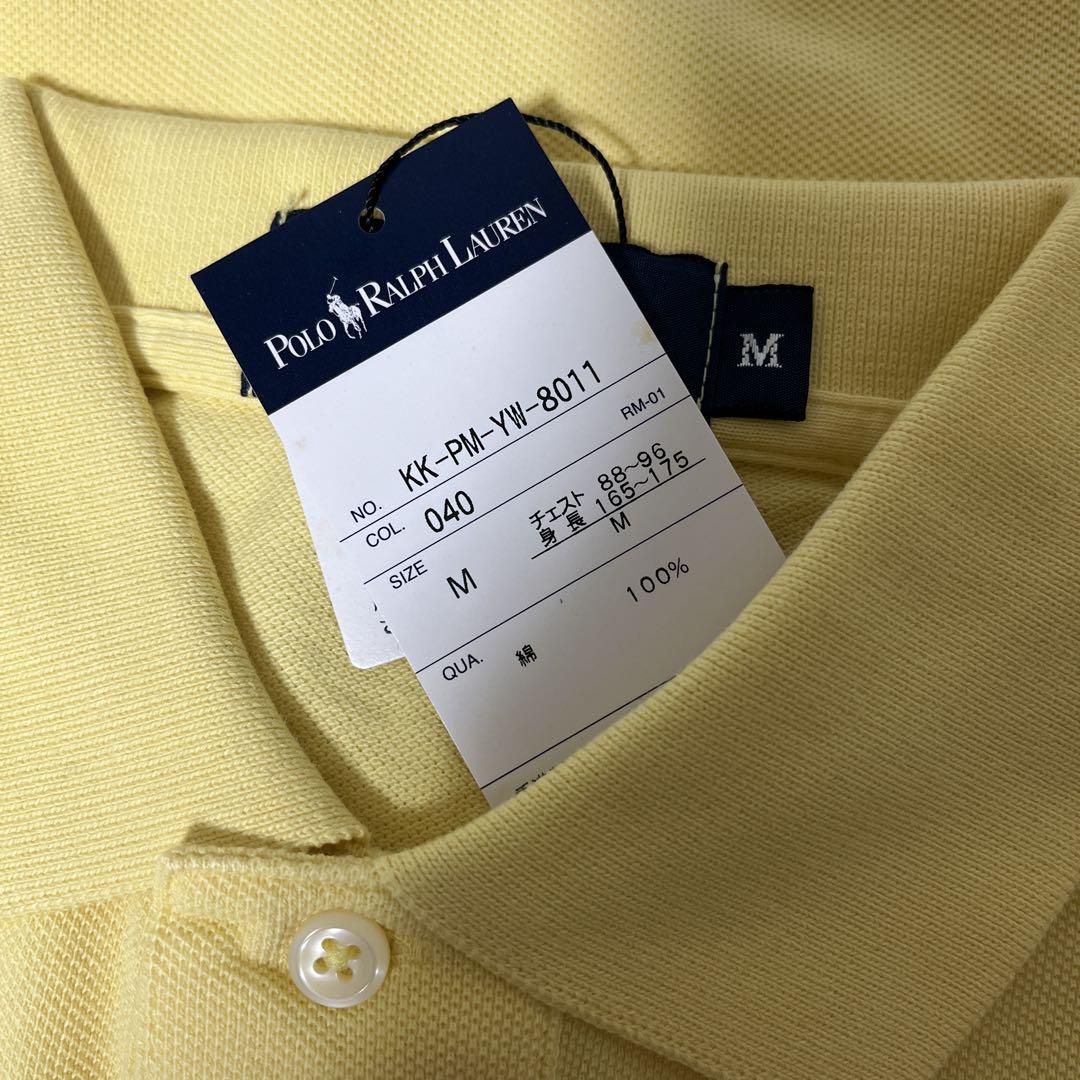 POLO RALPH LAUREN
M
NO. KK-PM-YW-8011
RM-01
COL. 040
チェスト 88~96
身長 165~175
SIZE M M
QUA. 綿 100%